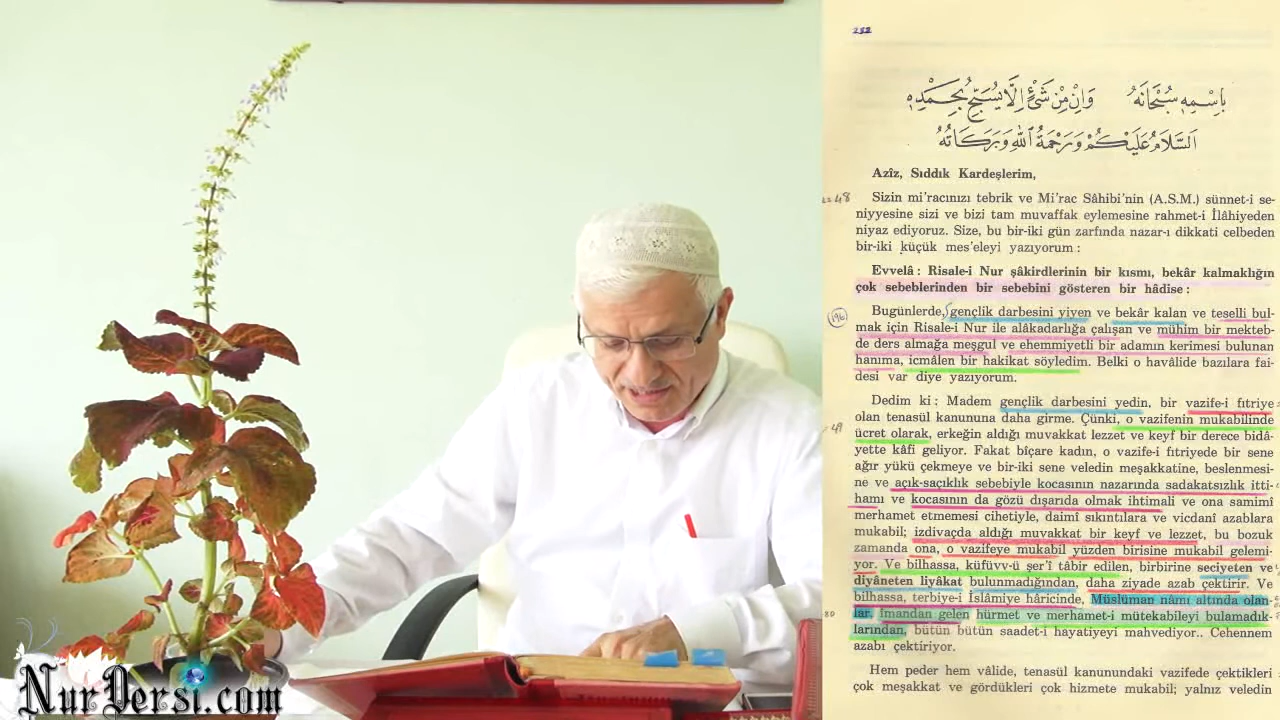 252
بِاسْمِهِ سُبْحَانَهُ وَاِنْ مِنْ شَيْءٍ اِلَّا يُسَبِّحُ بِحَمْدِهِ
اَلسَّلَامُ عَلَيْكُمْ وَرَحْمَةُ اللّٰهِ وَبَرَكَاتُهُ
Azîz, Sıddık Kardeşlerim,
Sizin mi'racınızı tebrik ve Mi'rac Sâhibi'nin (A.S.M.) sünnet-i se-
niyyesine sizi ve bizi tam muvaffak eylemesine rahmet-i İlâhiyeden
niyaz ediyoruz. Size, bu bir-iki gün zarfında nazar-ı dikkati celbeden
bir-iki küçük mes'eleyi yazıyorum :
Evvelâ : Risale-i Nur şâkirdlerinin bir kısmı, bekâr kalmaklığın
çok sebeblerinden bir sebebini gösteren bir hâdise :
Bugünlerde, gençlik darbesini yiyen ve bekâr kalan ve teselli bul-
mak için Risale-i Nur ile alâkadarlığa çalışan ve mühim bir mekteb-
de ders almağa meşgul ve ehemmiyetli bir adamın kerimesi bulunan
hanıma, icmâlen bir hakikat söyledim. Belki o havâlide bazılara fai-
desi var diye yazıyorum.
Dedim ki : Madem gençlik darbesini yedin, bir vazife-i fıtriye
olan tenasül kanununa daha girme. Çünki, o vazifenin mukabilinde
ücret olarak, erkeğin aldığı muvakkat lezzet ve keyf bir derece bidâ-
yette kâfi geliyor. Fakat bîçare kadın, o vazife-i fıtriyede bir sene
ağır yükü çekmeye ve bir-iki sene veledin meşakkatine, beslenmesi-
ne ve açık-saçıklık sebebiyle kocasının nazarında sadakatsızlık itti-
hamı ve kocasının da gözü dışarıda olmak ihtimali ve ona samimî
merhamet etmemesi cihetiyle, daimî sıkıntılara ve vicdanî azablara
mukabil; izdivaçda aldığı muvakkat bir keyf ve lezzet, bu bozuk
zamanda ona, o vazifeye mukabil yüzden birisine mukabil gelemi-
yor. Ve bilhassa, küfüvv-ü şer'î tâbir edilen, birbirine seciyeten ve
diyâneten liyâkat bulunmadığından, daha ziyade azab çektirir. Ve
bilhassa, terbiye-i İslâmiye hâricinde, Müslüman nâmı altında olan-
lar, îmandan gelen hürmet ve merhamet-i mütekabileyi bulamadık-
larından, bütün bütün saadet-i hayatiyeyi mahvediyor.. Cehennem
azabı çektiriyor.
Hem peder hem vâlide, tenasül kanunundaki vazifede çektikleri
çok meşakkat ve gördükleri çok hizmete mukabil; yalnız veledin
48
196
49
80
NurDersi.com